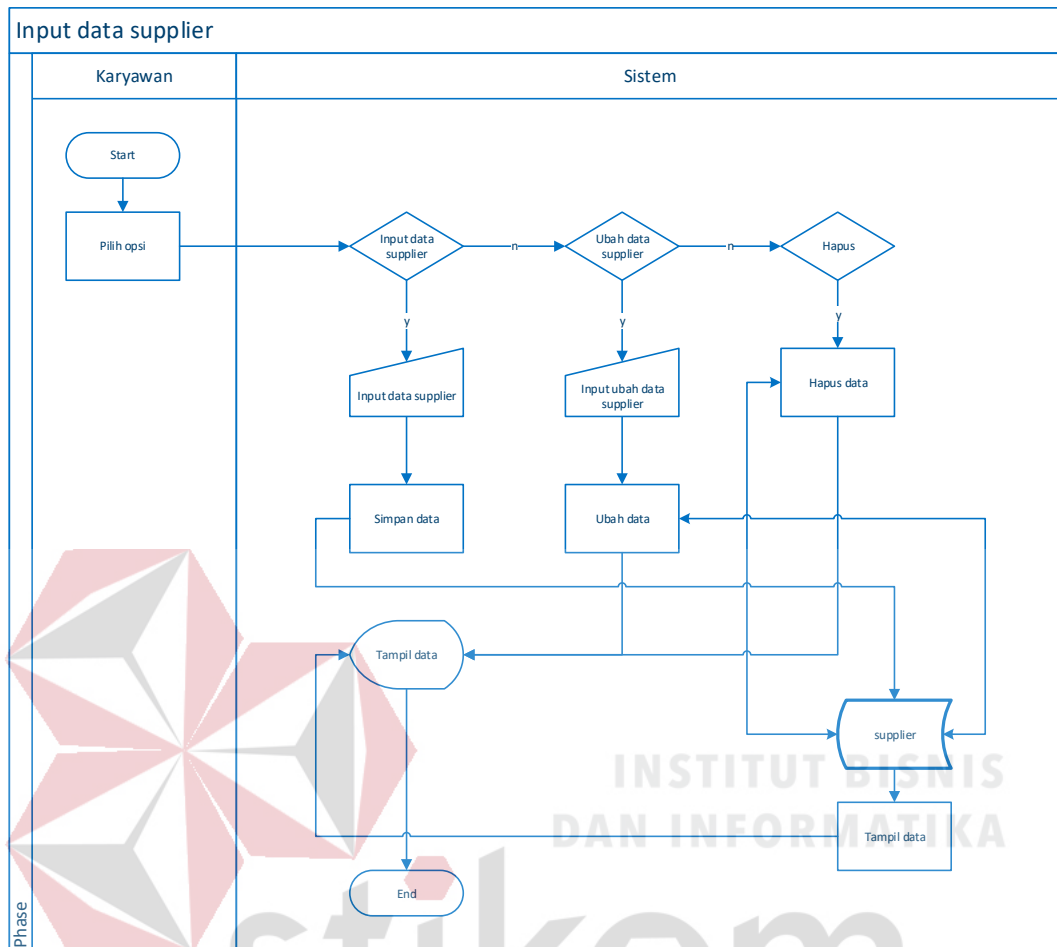 Input data supplier
Karyawan
Sistem
Start
Pilih opsi
Input data
supplier
n
Ubah data
supplier
n
Hapus
y
y
y
Input data supplier
Input ubah data
supplier
Hapus data
Simpan data
Ubah data
Tampil data
supplier
INSTITUT BISNIS
DAN INFORMATIKA
Tampil data
End
stikom
Phase